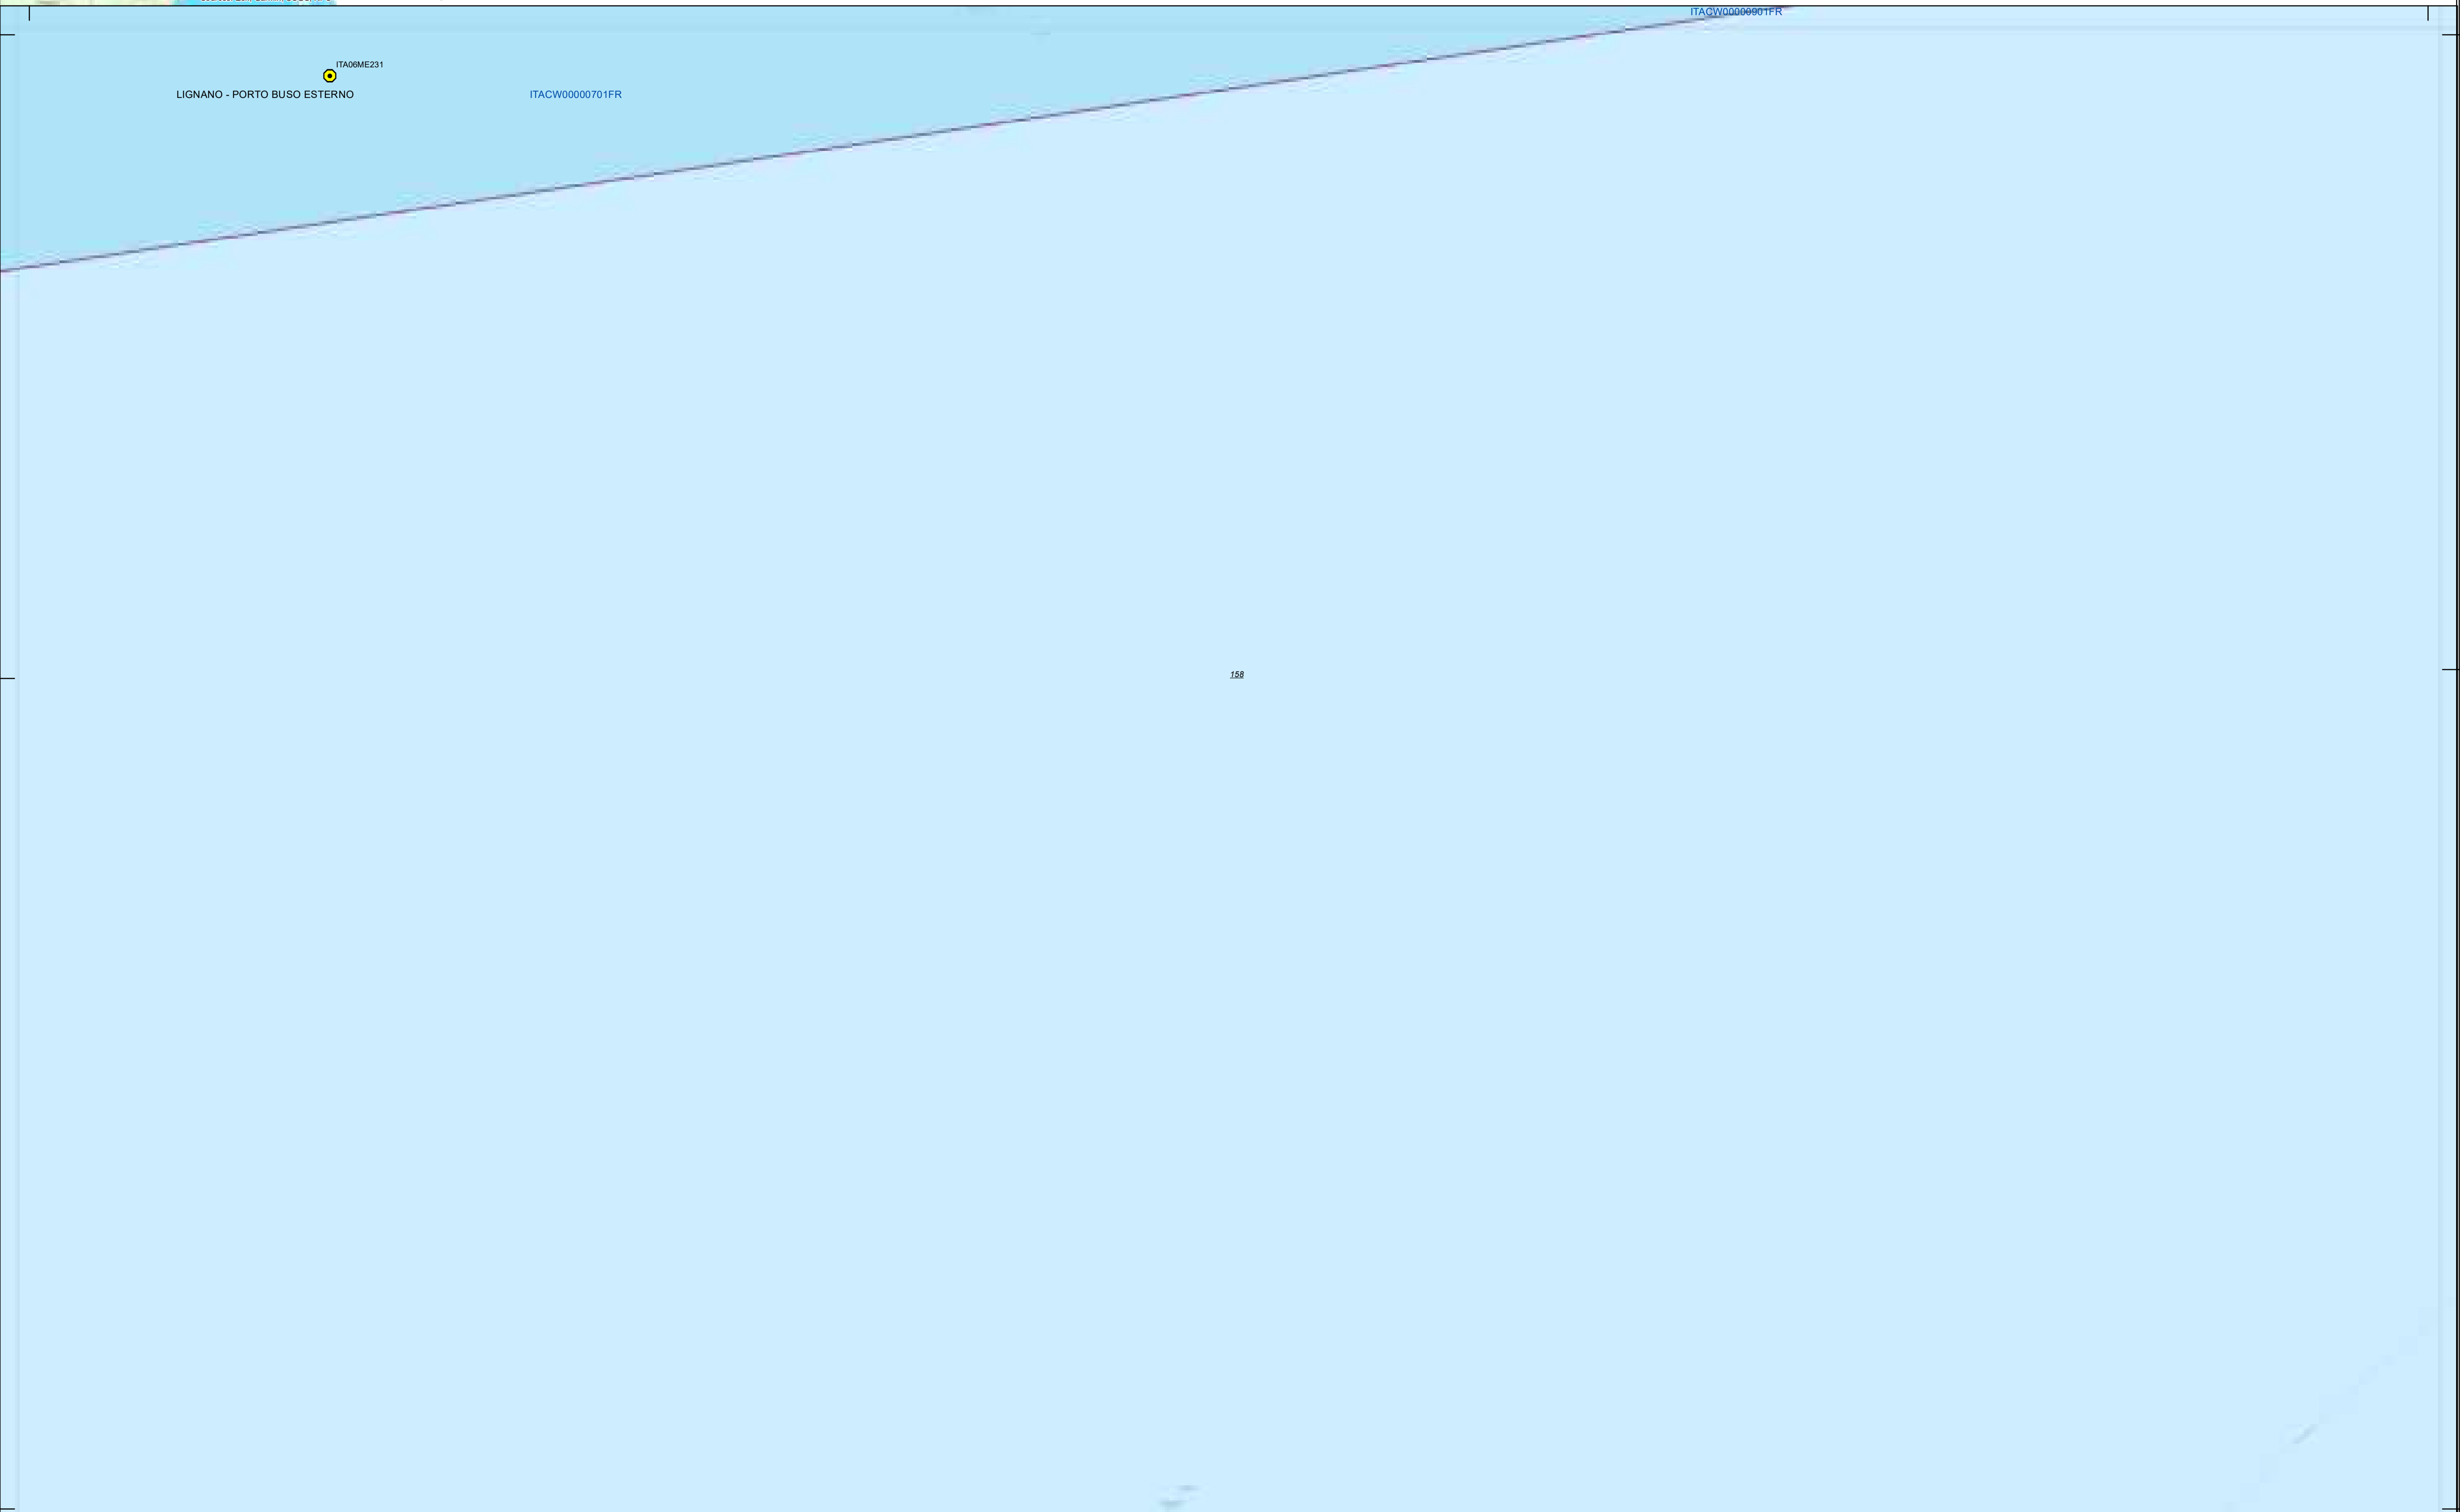 ITACW00000901FR
ITA06ME231
LIGNANO - PORTO BUSO ESTERNO
ITACW00000701FR
158